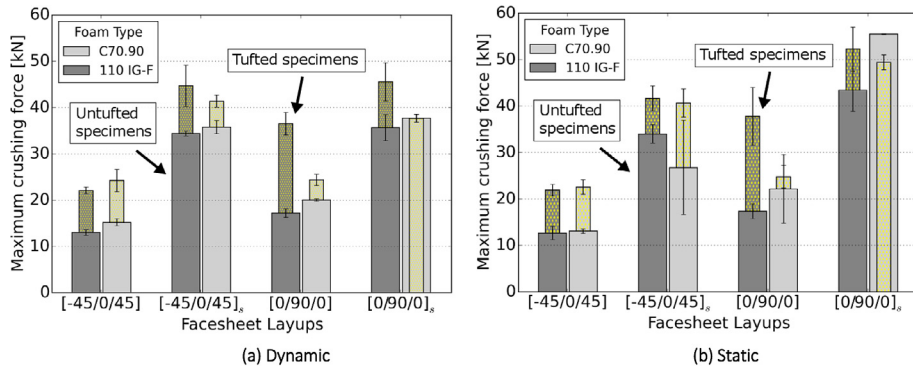 Maximum crushing force [kN]
60
50
40
30
20
10
0
Foam Type
C70.90
110 IG-F
Tufted specimens
Untufted
specimens
[-45/0/45]
[-45/0/45]s
[0/90/0]
[0/90/0]s
Facesheet Layups
(a) Dynamic
Maximum crushing force [kN]
60
50
40
30
20
10
0
Foam Type
C70.90
110 IG-F
Tufted specimens
Untufted
specimens
[-45/0/45]
[-45/0/45]s
[0/90/0]
[0/90/0]s
Facesheet Layups
(b) Static